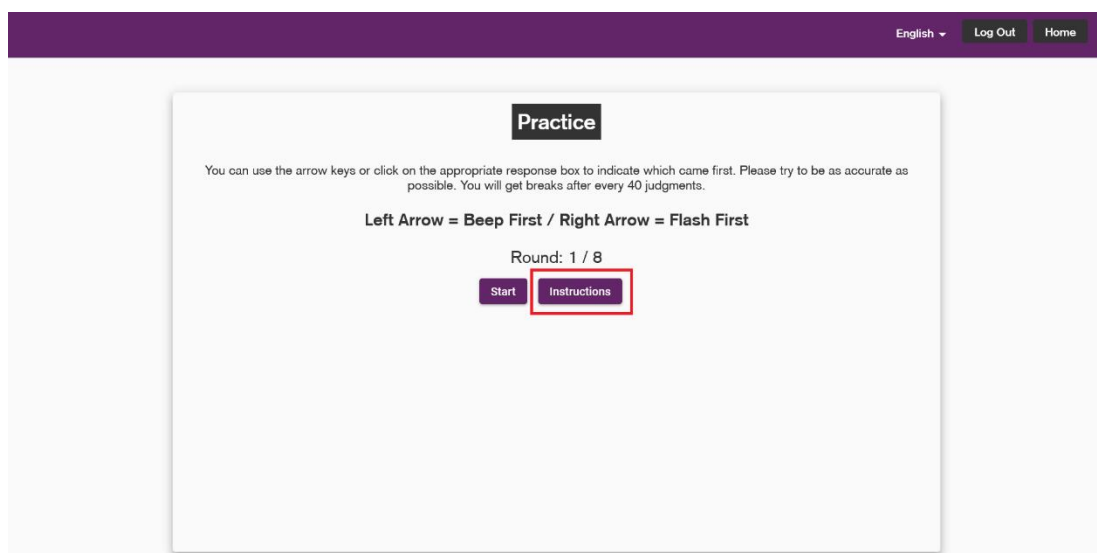 English
Log Out
Home
Practice
You can use the arrow keys or click on the appropriate response box to indicate which came first. Please try to be as accurate as
possible. You will get breaks after every 40 judgments.
Left Arrow = Beep First / Right Arrow = Flash First
Round: 1 / 8
Start
Instructions